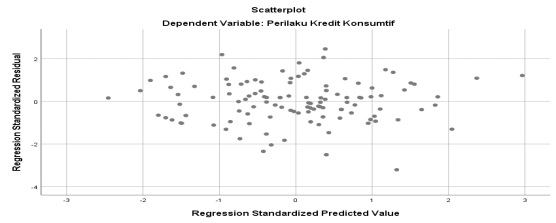 Scatterplot
Dependent Variable: Perilaku Kredit Konsumtif
Regression Standardized Residual
2
0
-2
-4
-3
-2
-1
0
1
2
3
Regression Standardized Predicted Value